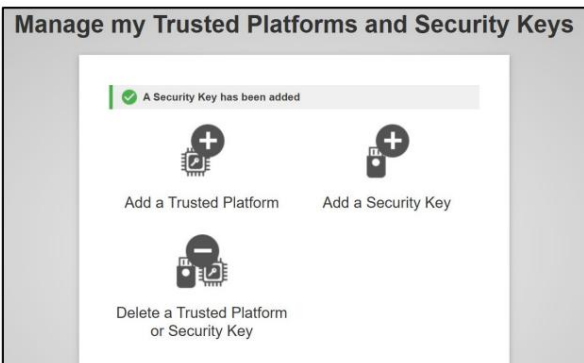 Manage my Trusted Platforms and Security Keys
A Security Key has been added
Add a Trusted Platform
Add a Security Key
Delete a Trusted Platform
or Security Key